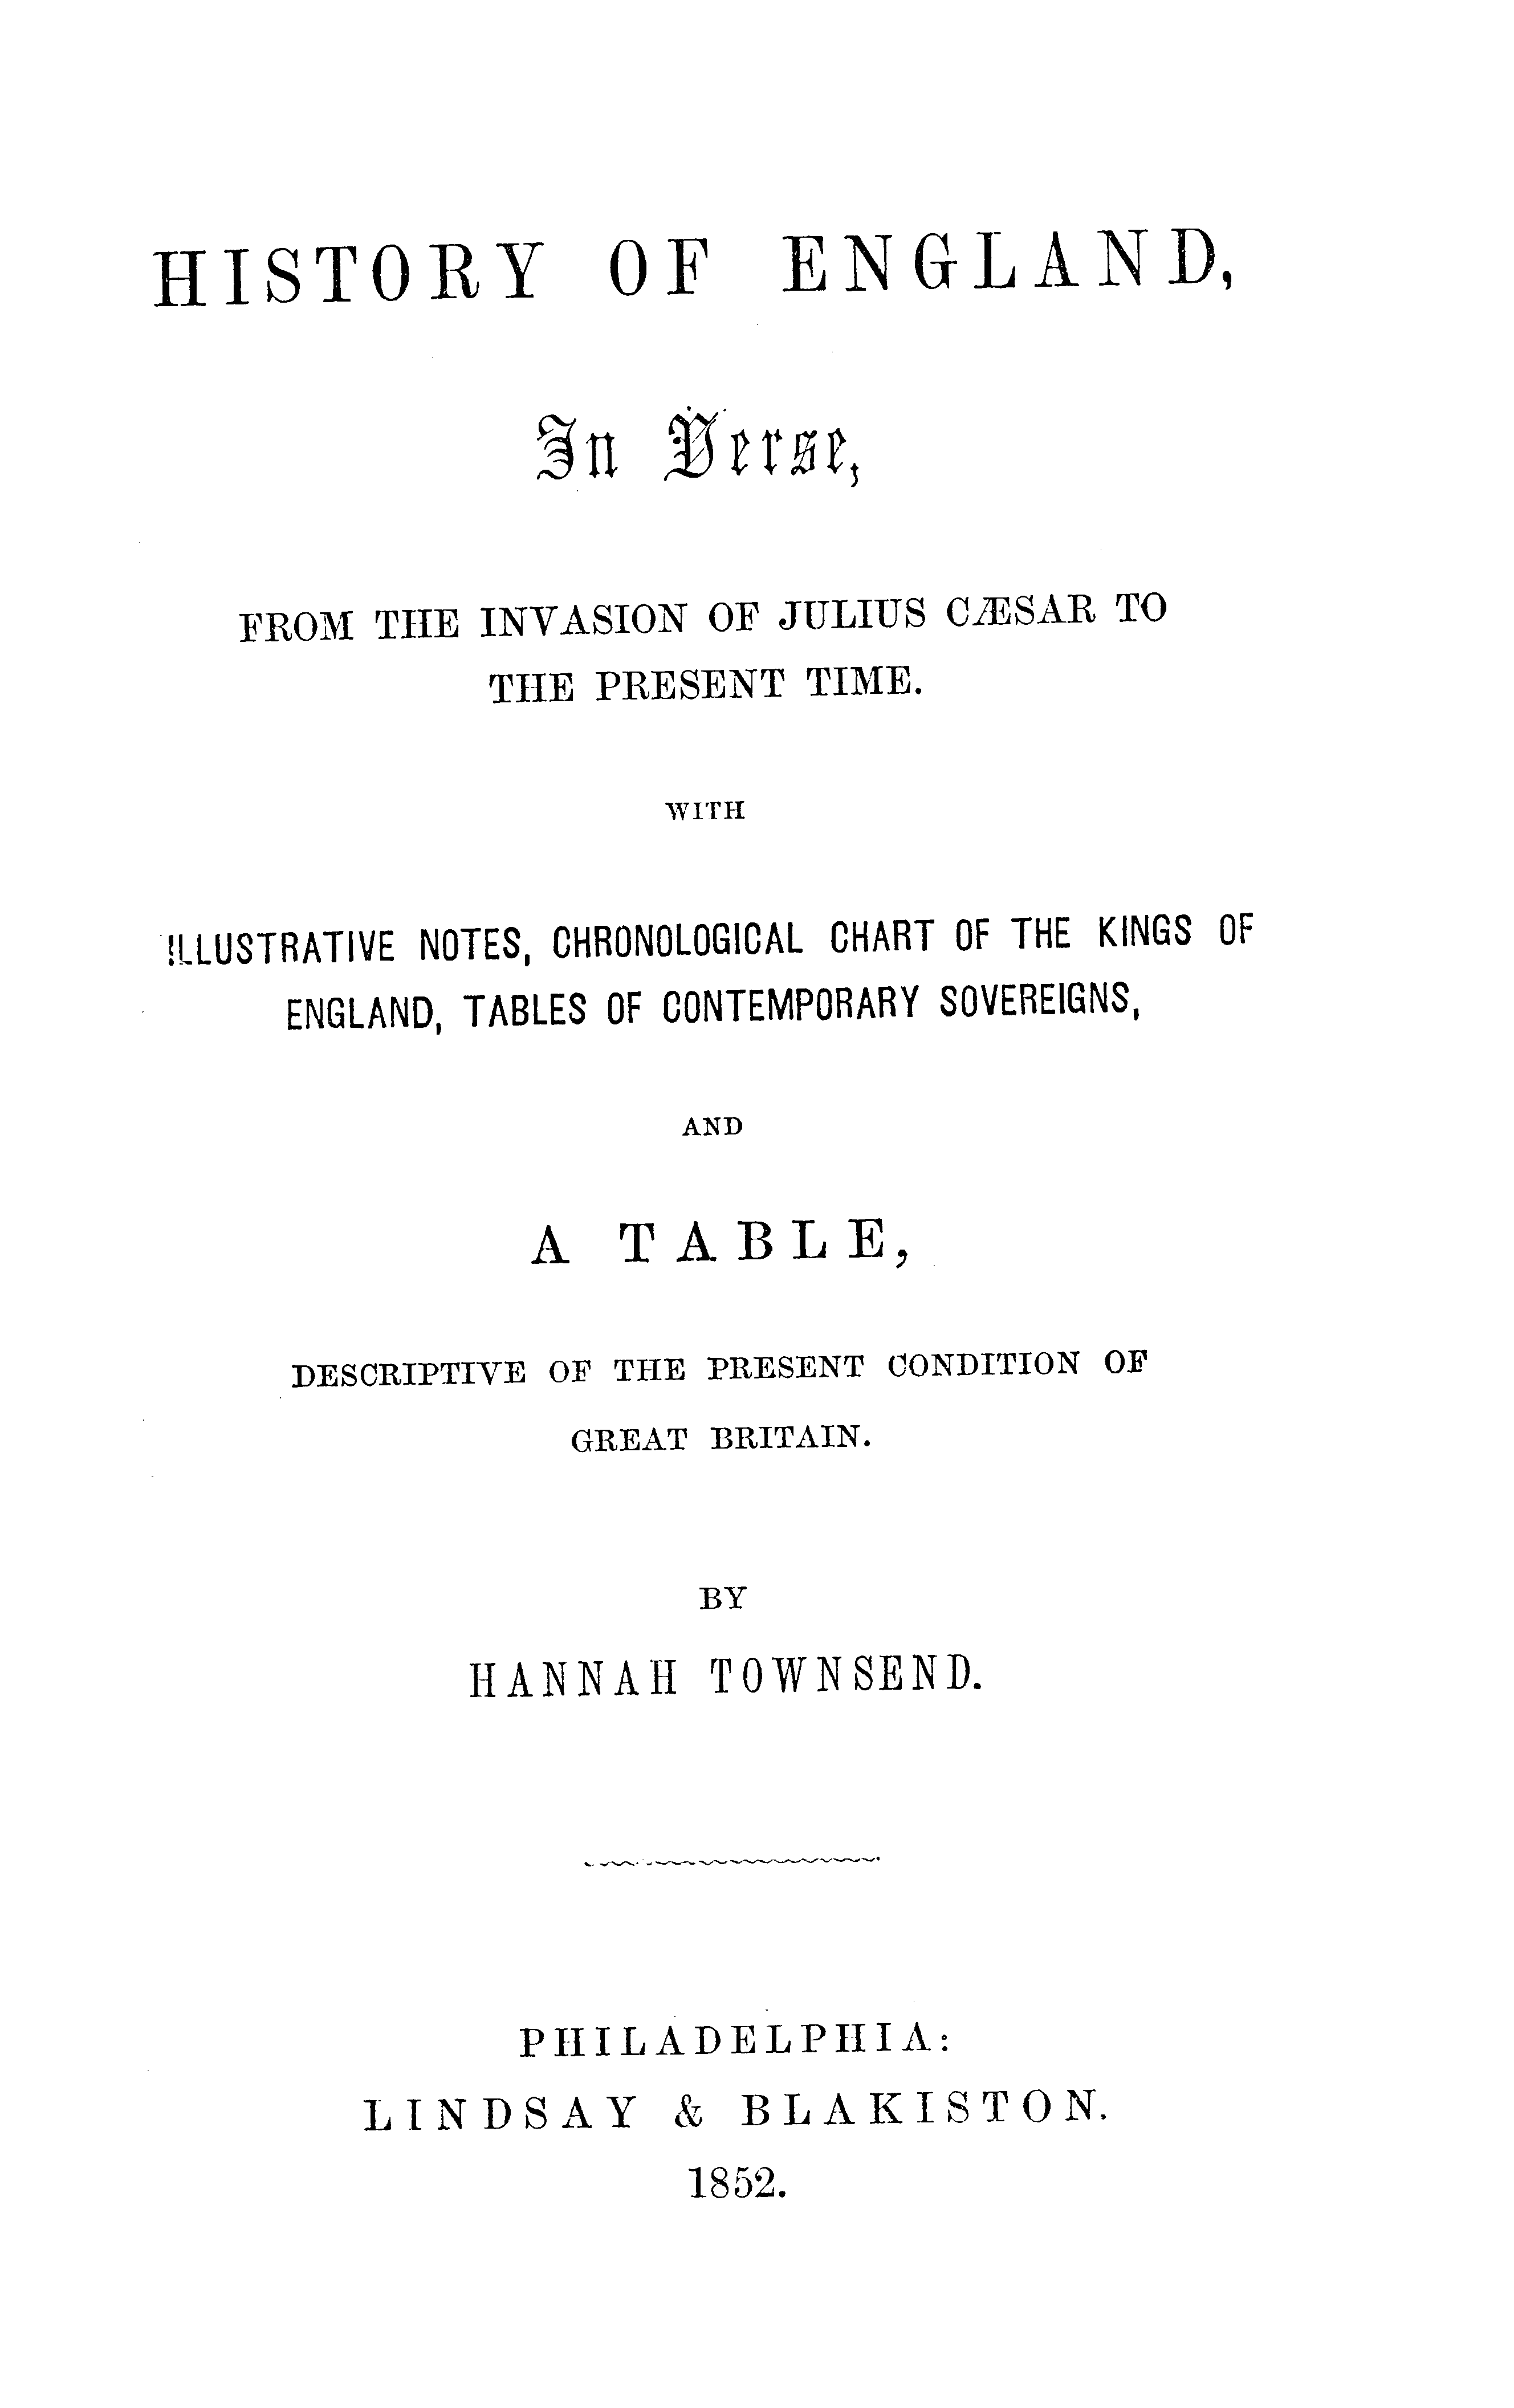 HISTORY OF ENGLAND,
In Verse,
FROM THE INVASION OF JULIUS CÆSAR TO
THE PRESENT TIME.
WITH
ILLUSTRATIVE NOTES, CHRONOLOGICAL CHART OF THE KINGS OF
ENGLAND, TABLES OF CONTEMPORARY SOVEREIGNS,
AND
A TABLE,
DESCRIPTIVE OF THE PRESENT CONDITION OF
GREAT BRITAIN.
BY
HANNAH TOWNSEND.
PHILADELPHIA:
LINDSAY & BLAKISTON.
1852.